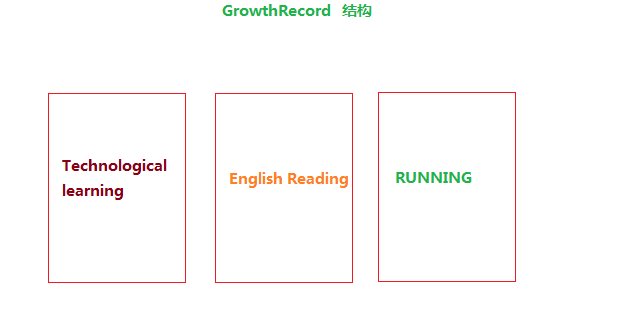 GrowthRecord 结构
Technological
learning
English Reading
RUNNING